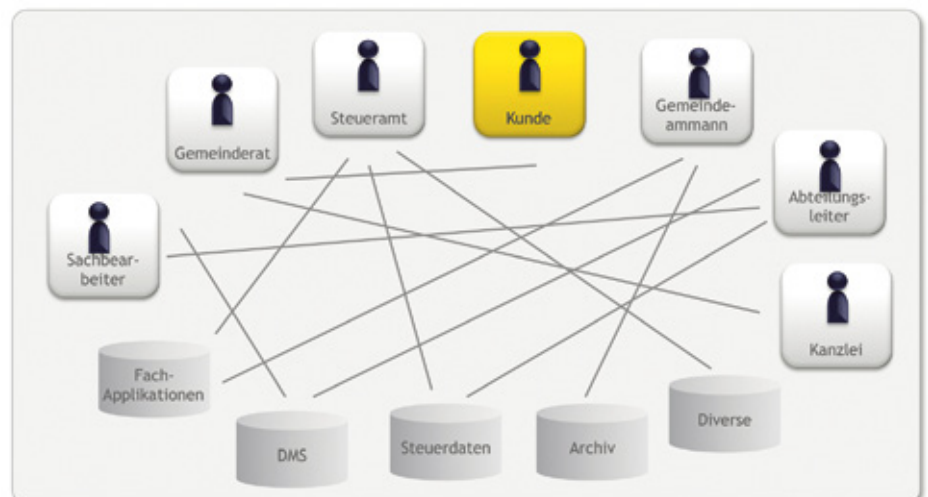 Steueramt
Kunde
Gemeinde-
ammann
Gemeinderat
Abteilungs-
leiter
Sachbear-
beiter
Kanzlei
Fach-
Applikationen
DMS
Steuerdaten
Archiv
Diverse